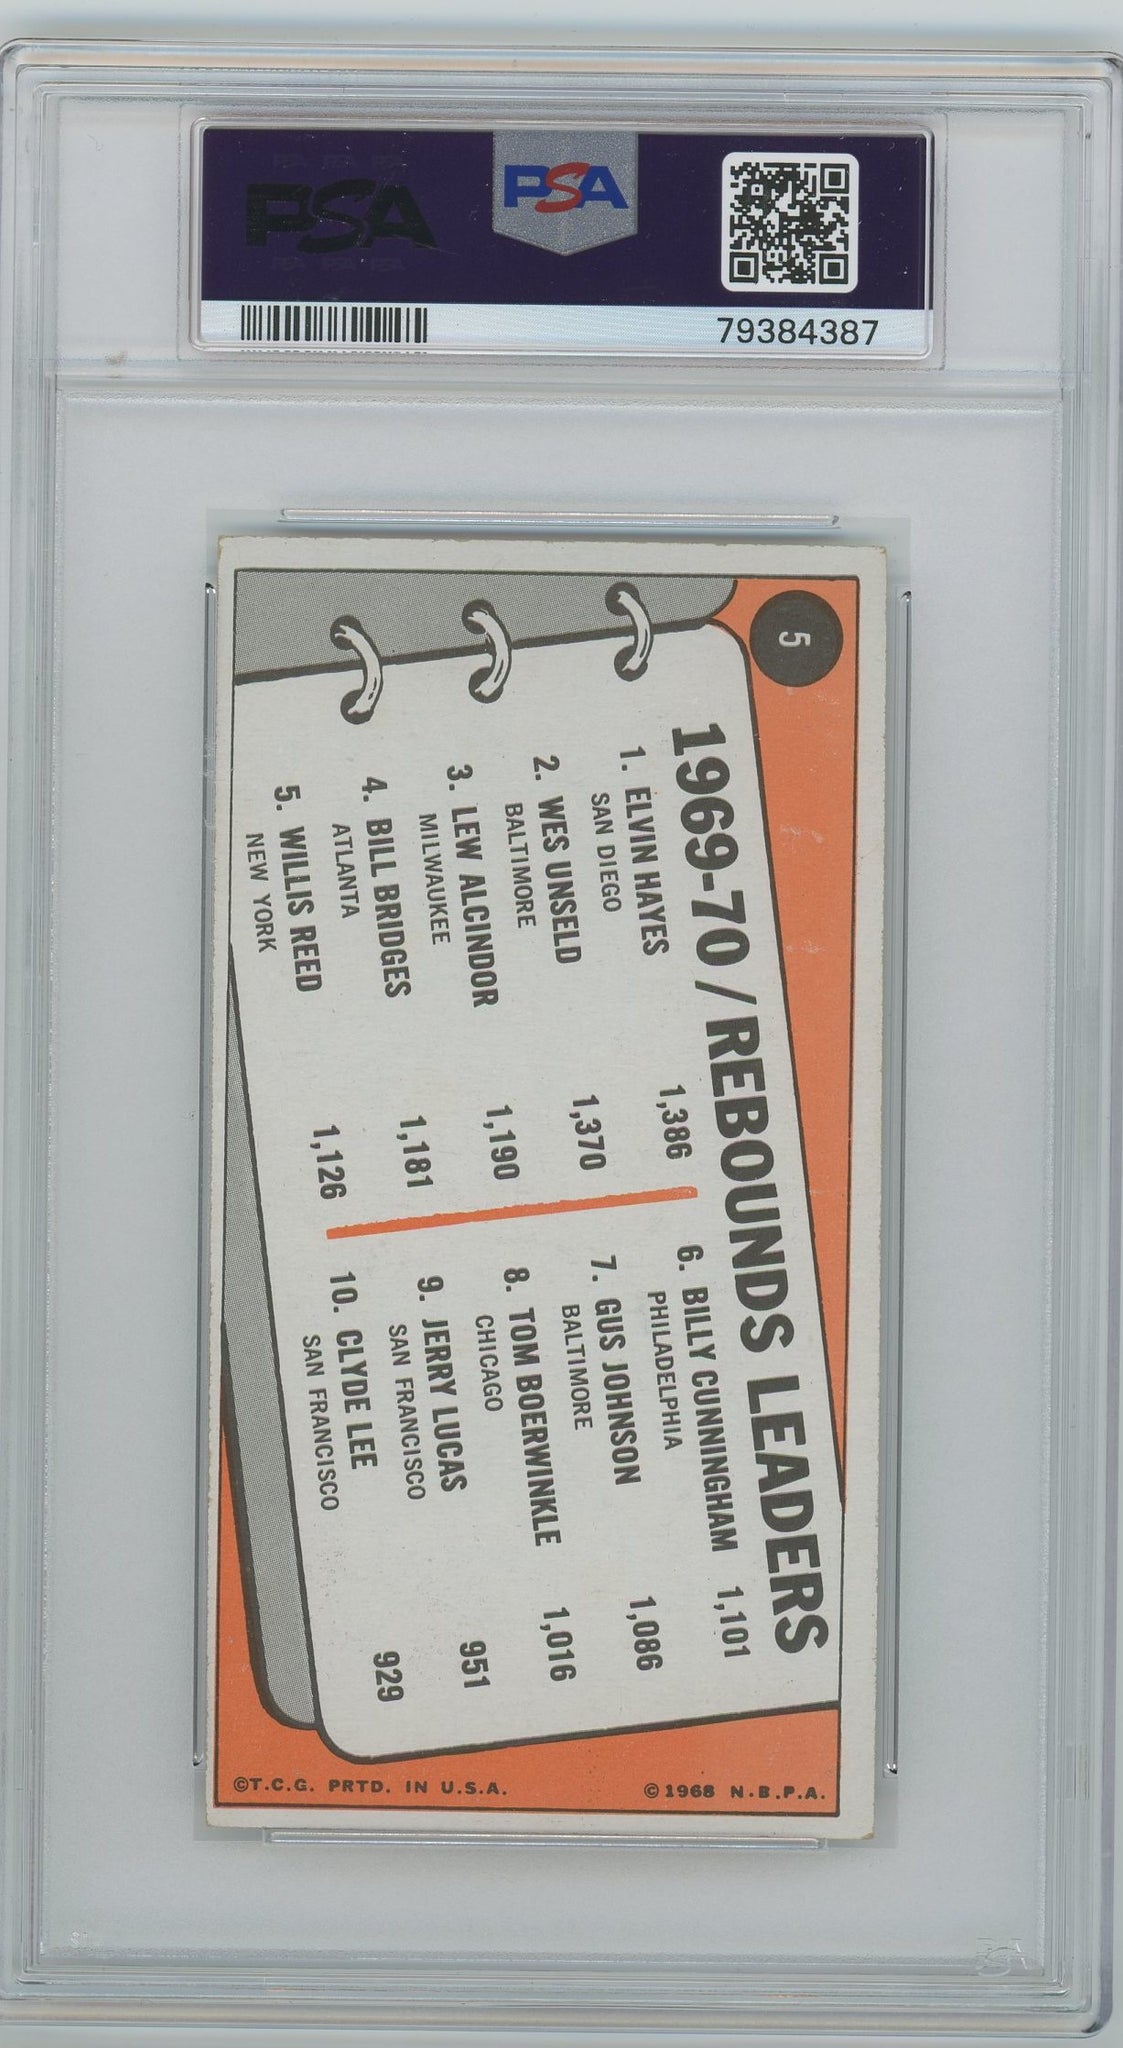 PSA
PSA
79384387
5
1969-70 / REBOUNDS LEADERS
1. ELVIN HAYES 1,386
SAN DIEGO
2. WES UNSELD 1,370
BALTIMORE
3. LEW ALCINDOR 1,190
MILWAUKEE
4. BILL BRIDGES 1,181
ATLANTA
5. WILLIS REED 1,126
NEW YORK
6. BILLY CUNNINGHAM 1,101
PHILADELPHIA
7. GUS JOHNSON 1,086
BALTIMORE
8. TOM BOERWINKLE 1,016
CHICAGO
9. JERRY LUCAS 951
SAN FRANCISCO
10. CLYDE LEE 929
SAN FRANCISCO
©T.C.G. PRTD. IN U.S.A.
© 1968 N.B.P.A.